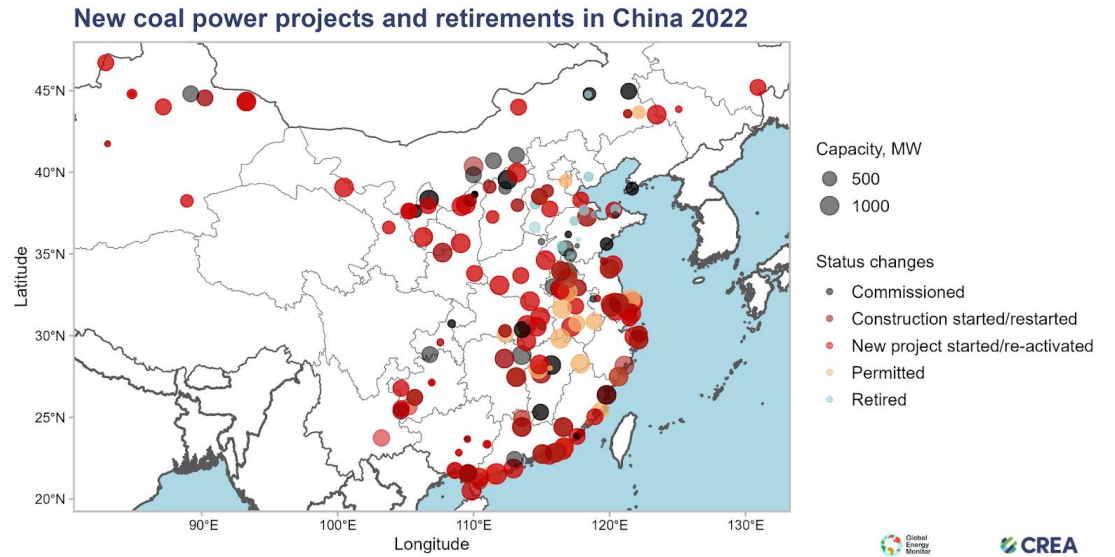 New coal power projects and retirements in China 2022
45°N
40°N
35°N
30°N
25°N
20°N
Latitude
90°E
100°E
110°E
120°E
130°E
Longitude
Capacity, MW
500
1000
Status changes
Commissioned
Construction started/restarted
New project started/re-activated
Permitted
Retired
Global
Energy
Monitor
CREA